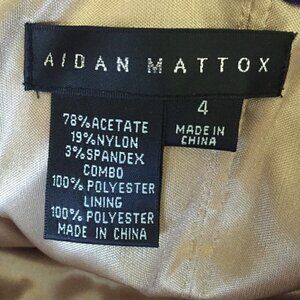 AIDAN MATTOX
78% ACETATE
19% NYLON
3% SPANDEX
COMBO
100% POLYESTER
LINING
100% POLYESTER
MADE IN CHINA
4
MADE IN
CHINA